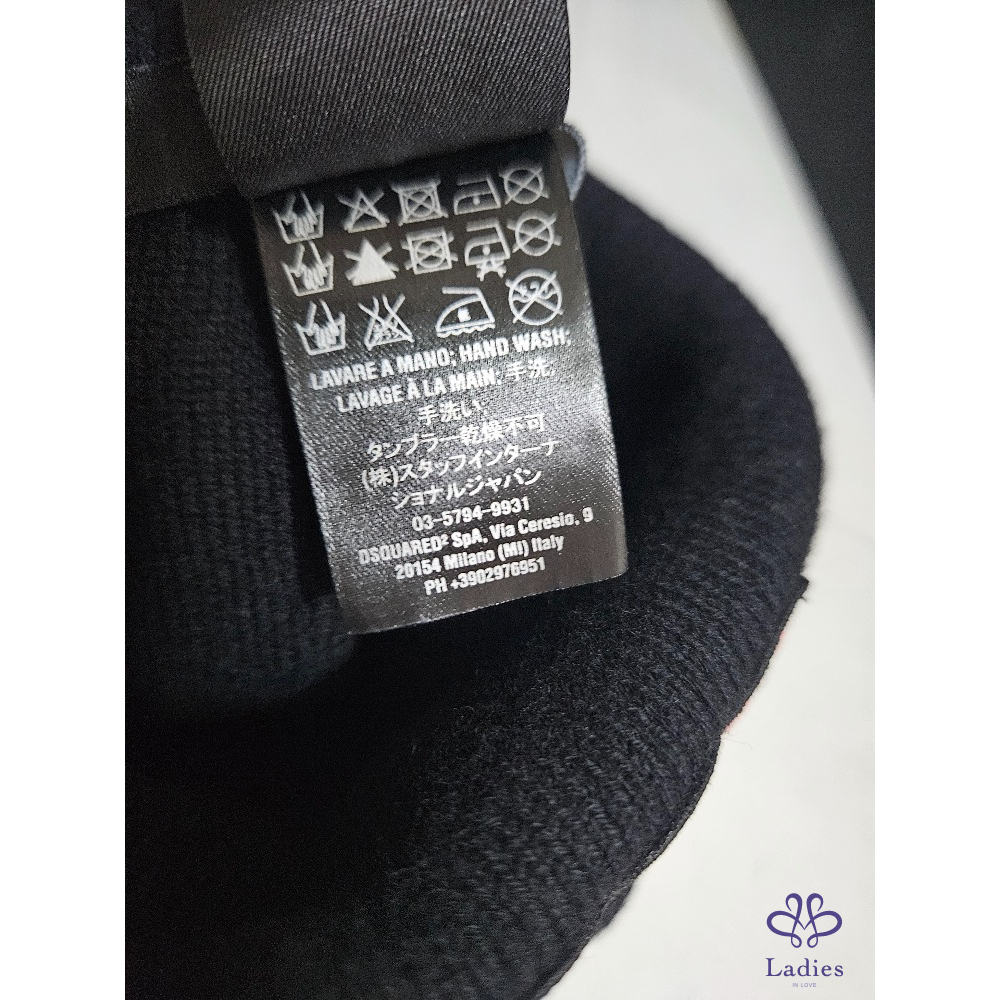 LAVARE A MANO; HAND WASH;
LAVAGE À LA MAIN; 手洗;
手洗い;
タンブラー乾燥不可
(株)スタッフインターナ
ショナルジャパン
03-5794-9931
DSQUARED² SpA, Via Ceresio, 9
20154 Milano (MI) Italy
PH +3902976951
Ladies
IN LOVE